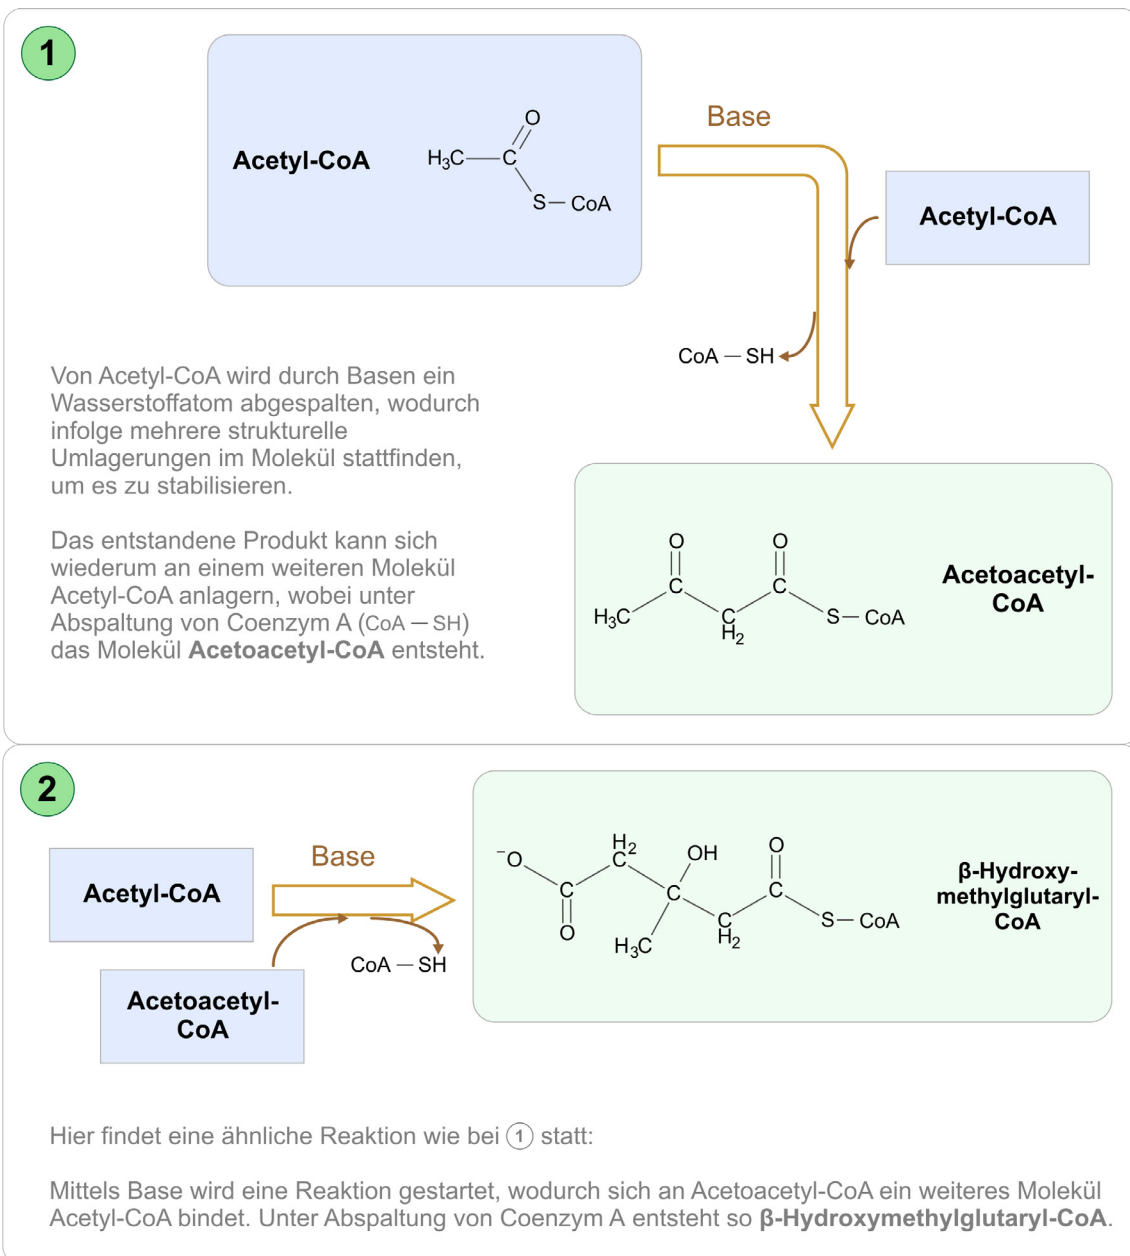 1
Acetyl-CoA
O
H₃C C
S CoA
Base
Acetyl-CoA
CoA — SH
Von Acetyl-CoA wird durch Basen ein
Wasserstoffatom abgespalten, wodurch
infolge mehrere strukturelle
Umlagerungen im Molekül stattfinden,
um es zu stabilisieren.
Das entstandene Produkt kann sich
wiederum an einem weiteren Molekül
Acetyl-CoA anlagern, wobei unter
Abspaltung von Coenzym A (CoA — SH)
das Molekül Acetoacetyl-CoA entsteht.
O O
C C
H₃C C S — CoA
H₂
Acetoacetyl-
CoA
2
Acetyl-CoA
Base
Acetoacetyl-
CoA
CoA — SH
H₂ O
⁻O C OH
C C C
O C S — CoA
H₃C H₂
β-Hydroxy-
methylglutaryl-
CoA
Hier findet eine ähnliche Reaktion wie bei 1 statt:
Mittels Base wird eine Reaktion gestartet, wodurch sich an Acetoacetyl-CoA ein weiteres Molekül
Acetyl-CoA bindet. Unter Abspaltung von Coenzym A entsteht so β-Hydroxymethylglutaryl-CoA.